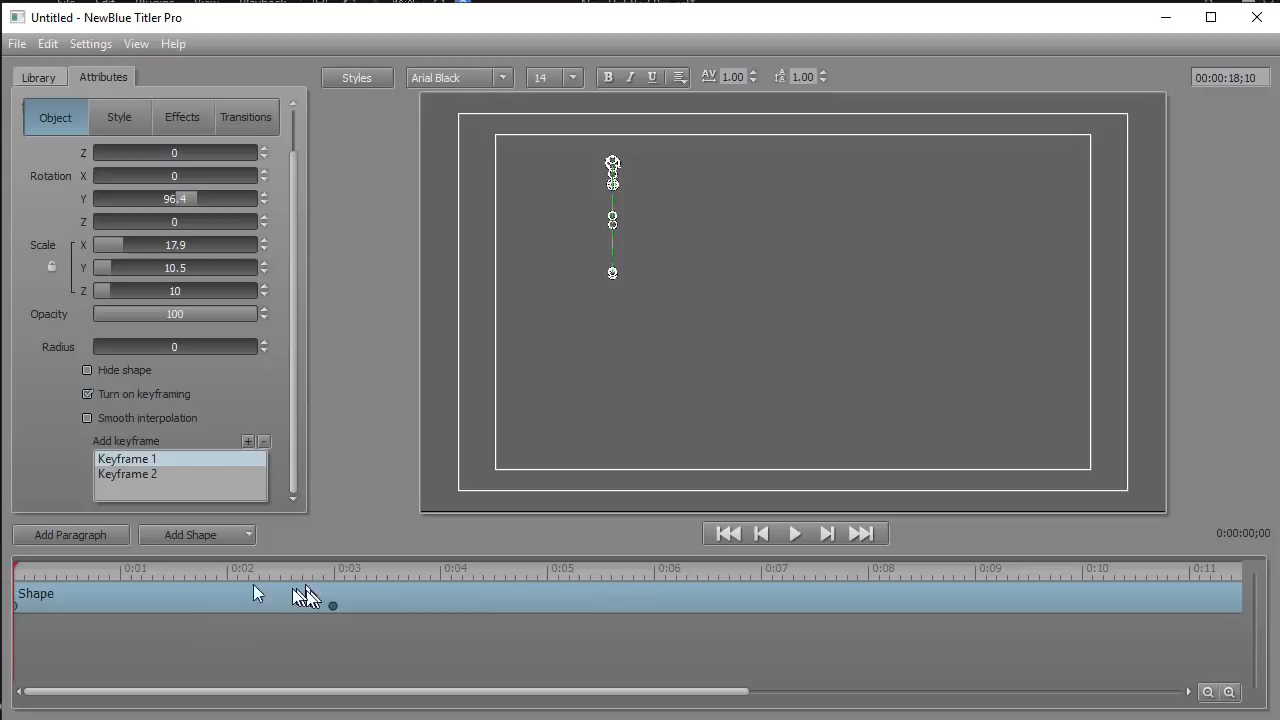 Untitled - NewBlue Titler Pro
File Edit Settings View Help
Library Attributes Styles Arial Black 14 B I U AV 1.00 1.00 00:00:18;10
Object Style Effects Transitions
Z 0
Rotation X 0
Y 96.4
Z 0
Scale X 17.9
Y 10.5
Z 10
Opacity 100
Radius 0
Hide shape
Turn on keyframing
Smooth interpolation
Add keyframe + -
Keyframe 1
Keyframe 2
Add Paragraph Add Shape 0:00:00;00
0:01 0:02 0:03 0:04 0:05 0:06 0:07 0:08 0:09 0:10 0:11
Shape